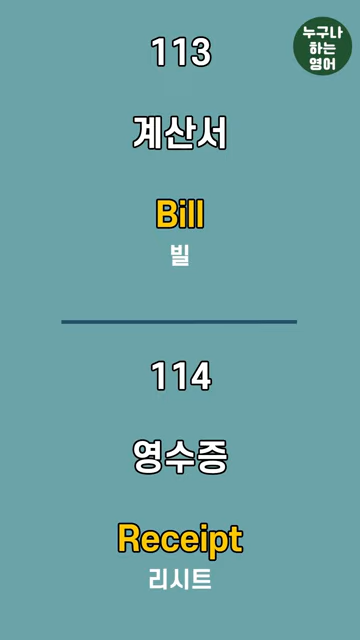 누구나
하는
영어
113
계산서
Bill
빌
114
영수증
Receipt
리시트